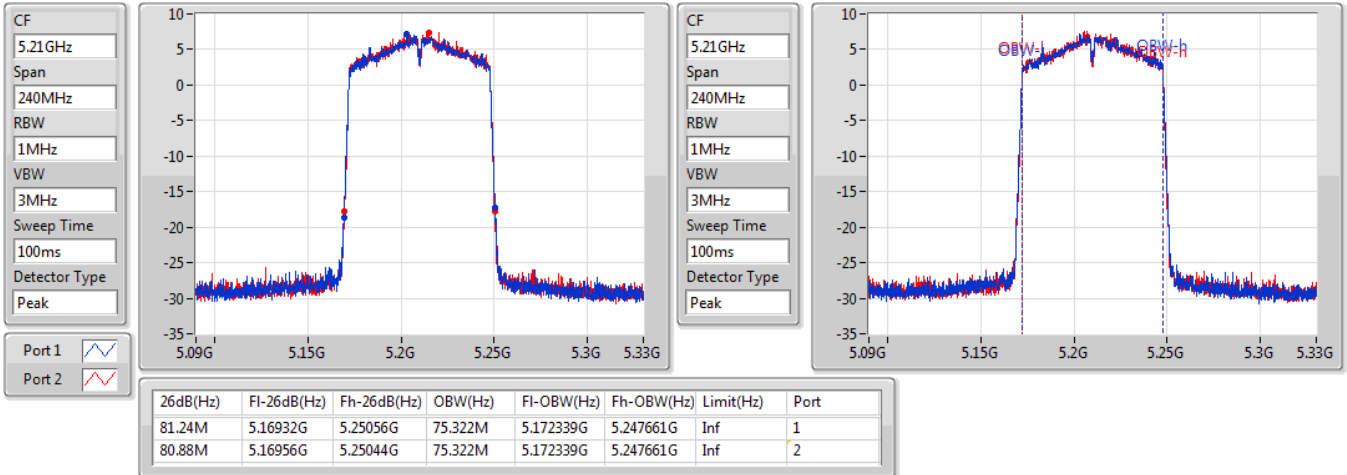 CF
5.21GHz
Span
240MHz
RBW
1MHz
VBW
3MHz
Sweep Time
100ms
Detector Type
Peak
Port 1
Port 2
10
5
0
-5
-10
-15
-20
-25
-30
-35
5.09G 5.15G 5.2G 5.25G 5.3G 5.33G
CF
5.21GHz
Span
240MHz
RBW
1MHz
VBW
3MHz
Sweep Time
100ms
Detector Type
Peak
10
5
0
-5
-10
-15
-20
-25
-30
-35
OBW-l OBW-h
OBW-h
5.09G 5.15G 5.2G 5.25G 5.3G 5.33G
26dB(Hz) Fl-26dB(Hz) Fh-26dB(Hz) OBW(Hz) Fl-OBW(Hz) Fh-OBW(Hz) Limit(Hz) Port
81.24M 5.16932G 5.25056G 75.322M 5.172339G 5.247661G Inf 1
80.88M 5.16956G 5.25044G 75.322M 5.172339G 5.247661G Inf 2